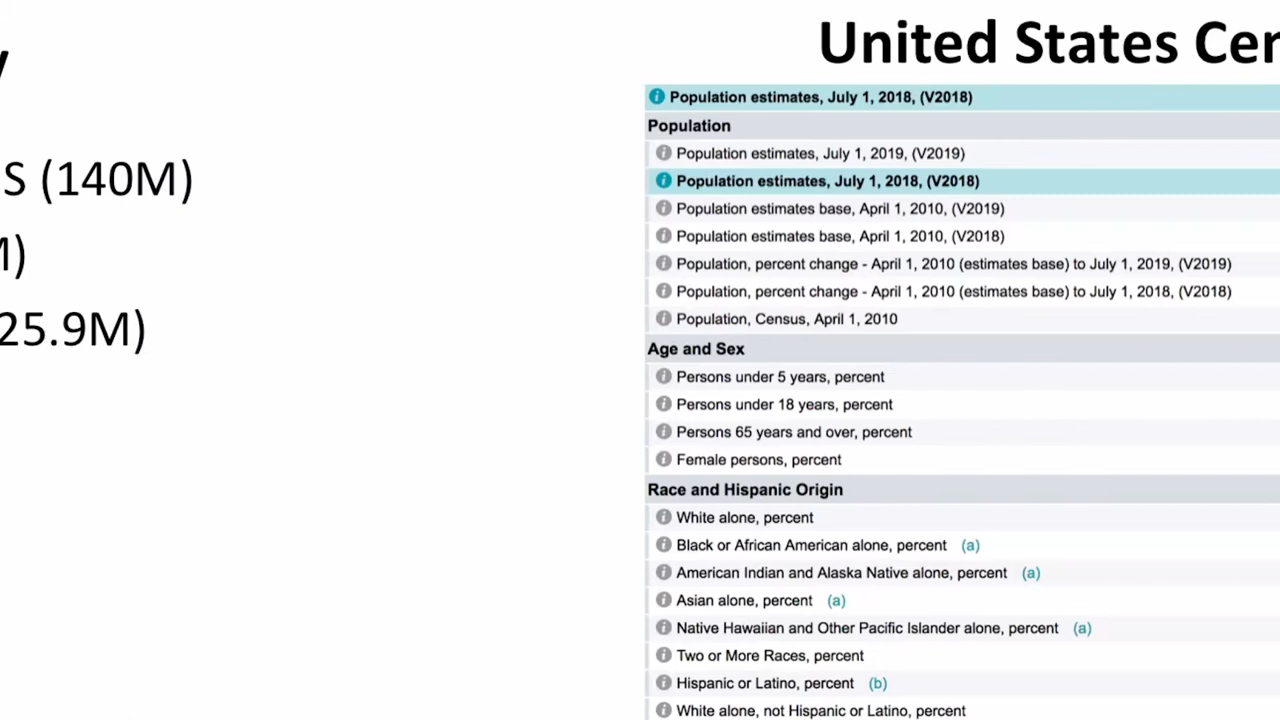 y
S (140M)
M)
25.9M)
United States Cen
Population estimates, July 1, 2018, (V2018)
Population
Population estimates, July 1, 2019, (V2019)
Population estimates, July 1, 2018, (V2018)
Population estimates base, April 1, 2010, (V2019)
Population estimates base, April 1, 2010, (V2018)
Population, percent change - April 1, 2010 (estimates base) to July 1, 2019, (V2019)
Population, percent change - April 1, 2010 (estimates base) to July 1, 2018, (V2018)
Population, Census, April 1, 2010
Age and Sex
Persons under 5 years, percent
Persons under 18 years, percent
Persons 65 years and over, percent
Female persons, percent
Race and Hispanic Origin
White alone, percent
Black or African American alone, percent (a)
American Indian and Alaska Native alone, percent (a)
Asian alone, percent (a)
Native Hawaiian and Other Pacific Islander alone, percent (a)
Two or More Races, percent
Hispanic or Latino, percent (b)
White alone, not Hispanic or Latino, percent